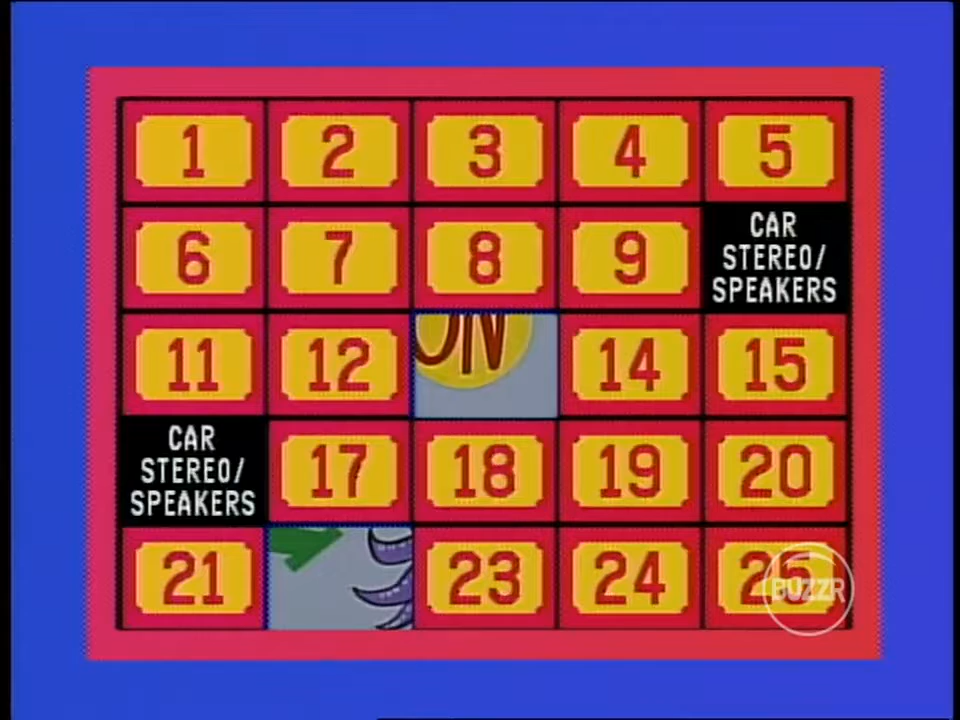 1 2 3 4 5
6 7 8 9 CAR
STEREO/
SPEAKERS
11 12 ON 14 15
CAR
STEREO/
SPEAKERS
17 18 19 20
21 23 24 25
BUZZR